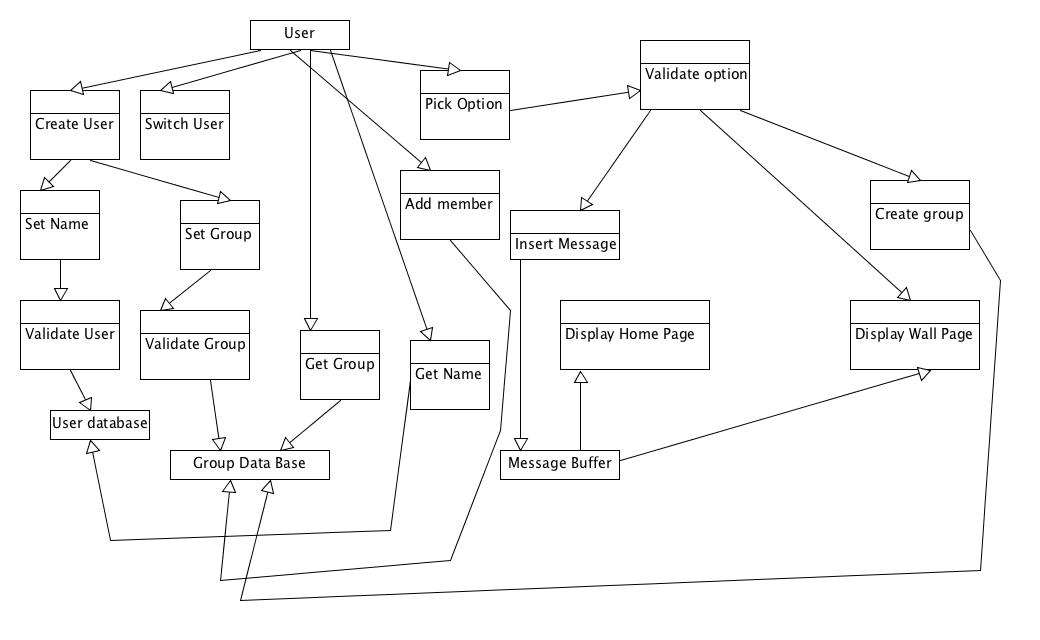 User
Validate option
Pick Option
Create User
Switch User
Add member
Create group
Set Name
Set Group
Insert Message
Validate User
Validate Group
Get Group
Get Name
Display Home Page
Display Wall Page
User database
Group Data Base
Message Buffer